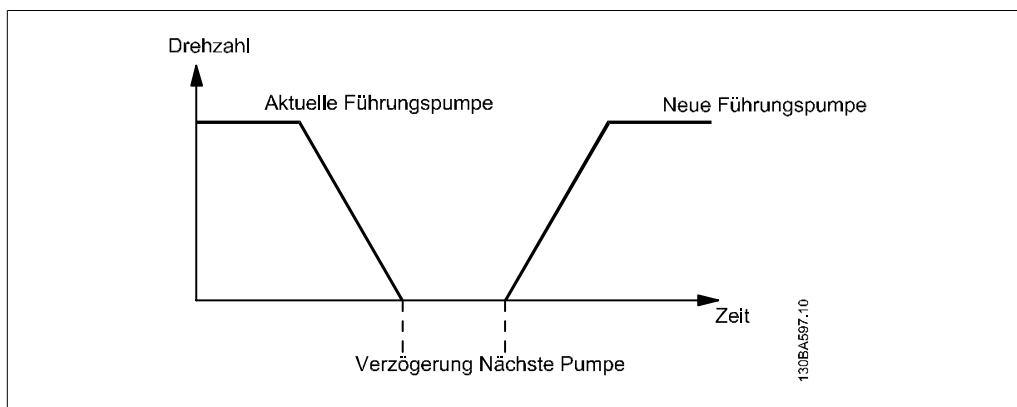 Drehzahl
Aktuelle Führungspumpe
Neue Führungspumpe
Zeit
Verzögerung Nächste Pumpe
130BA597.10